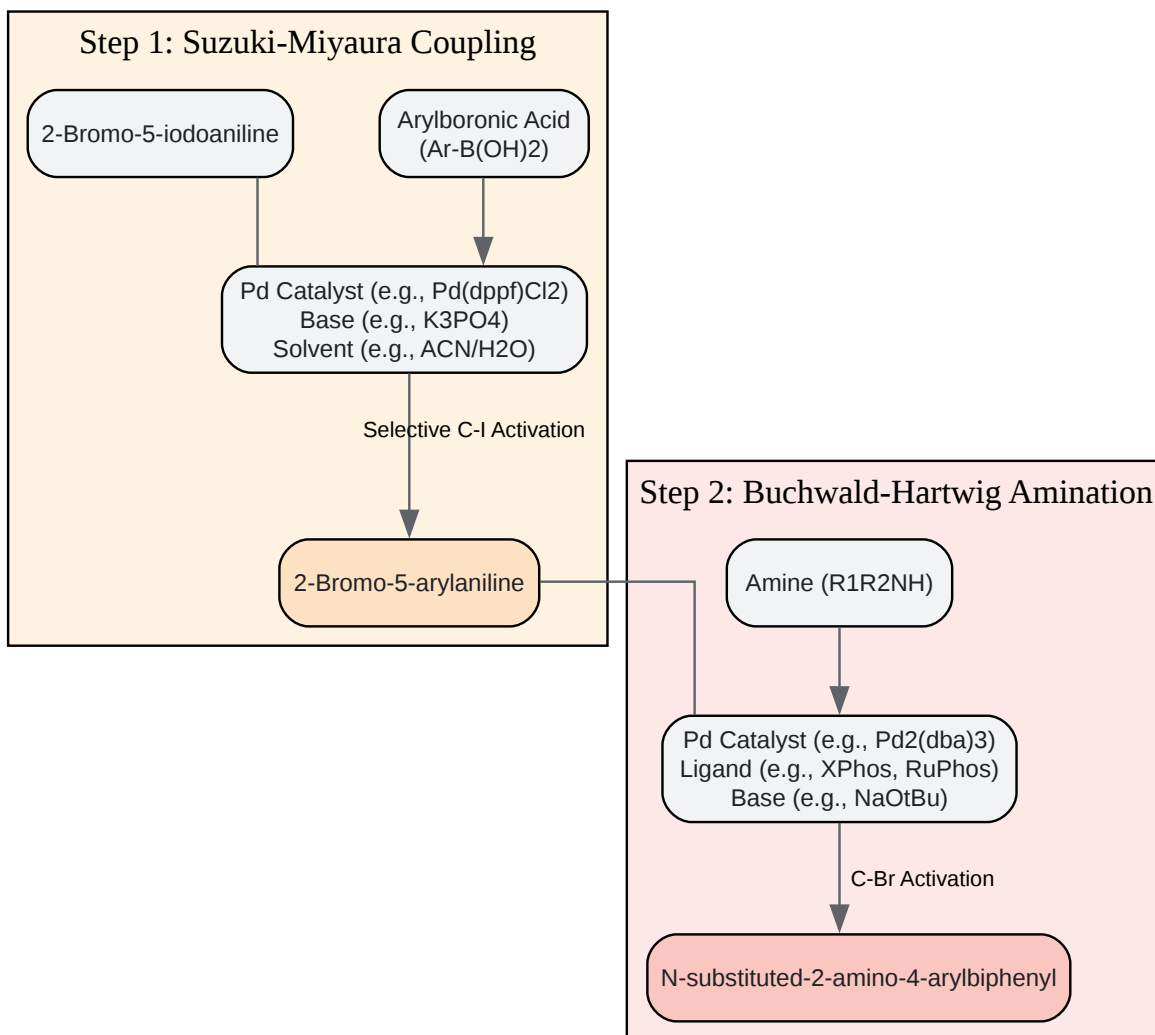 Step 1: Suzuki-Miyaura Coupling
2-Bromo-5-iodoaniline
Arylboronic Acid
(Ar-B(OH)2)
Pd Catalyst (e.g., Pd(dppf)Cl2)
Base (e.g., K3PO4)
Solvent (e.g., ACN/H2O)
Selective C-I Activation
2-Bromo-5-arylaniline
Step 2: Buchwald-Hartwig Amination
Amine (R1R2NH)
Pd Catalyst (e.g., Pd2(dba)3)
Ligand (e.g., XPhos, RuPhos)
Base (e.g., NaOtBu)
C-Br Activation
N-substituted-2-amino-4-arylbiphenyl